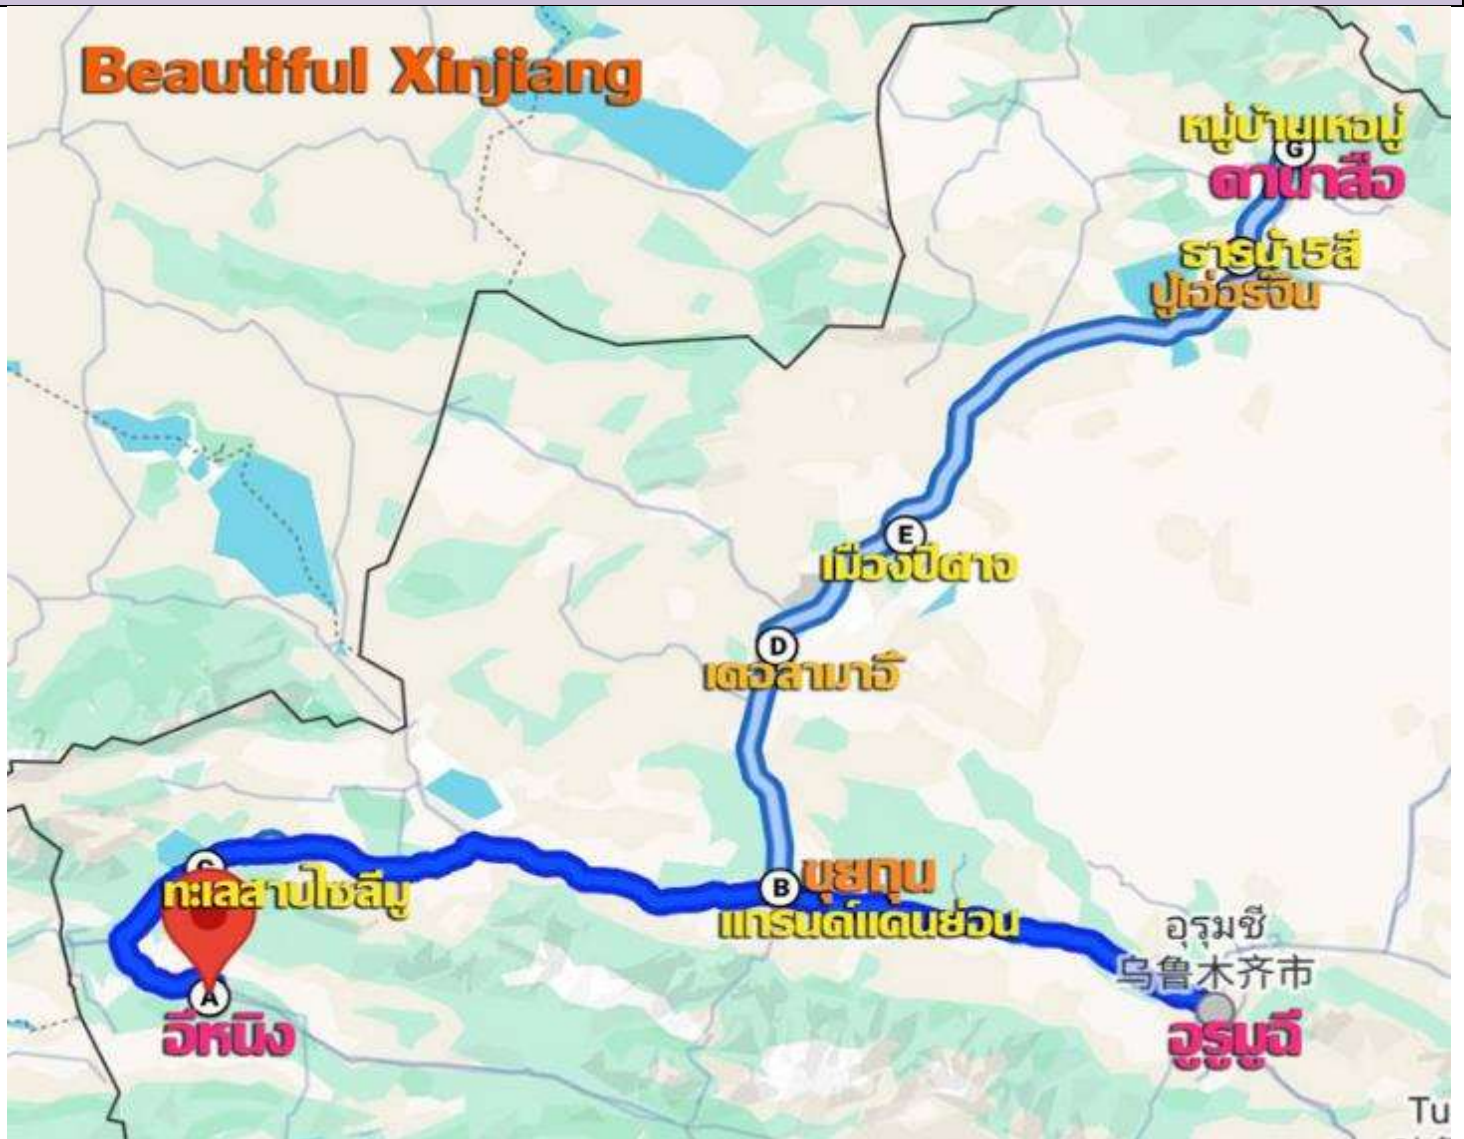 Beautiful Xinjiang
หมู่บ้านเหอมู่
G
คานาสือ
ธารน้ำ5สี
ปู้เอ่อร์จิน
E
เมืองปีศาจ
D
เคอลามาอี
C
ทะเลสาบไซลีมู
B
ขุยถุน
แกรนด์แคนย่อน
อุรุมชี
乌鲁木齐市
A
อีหนิง
อูรูมูฉี
Tu